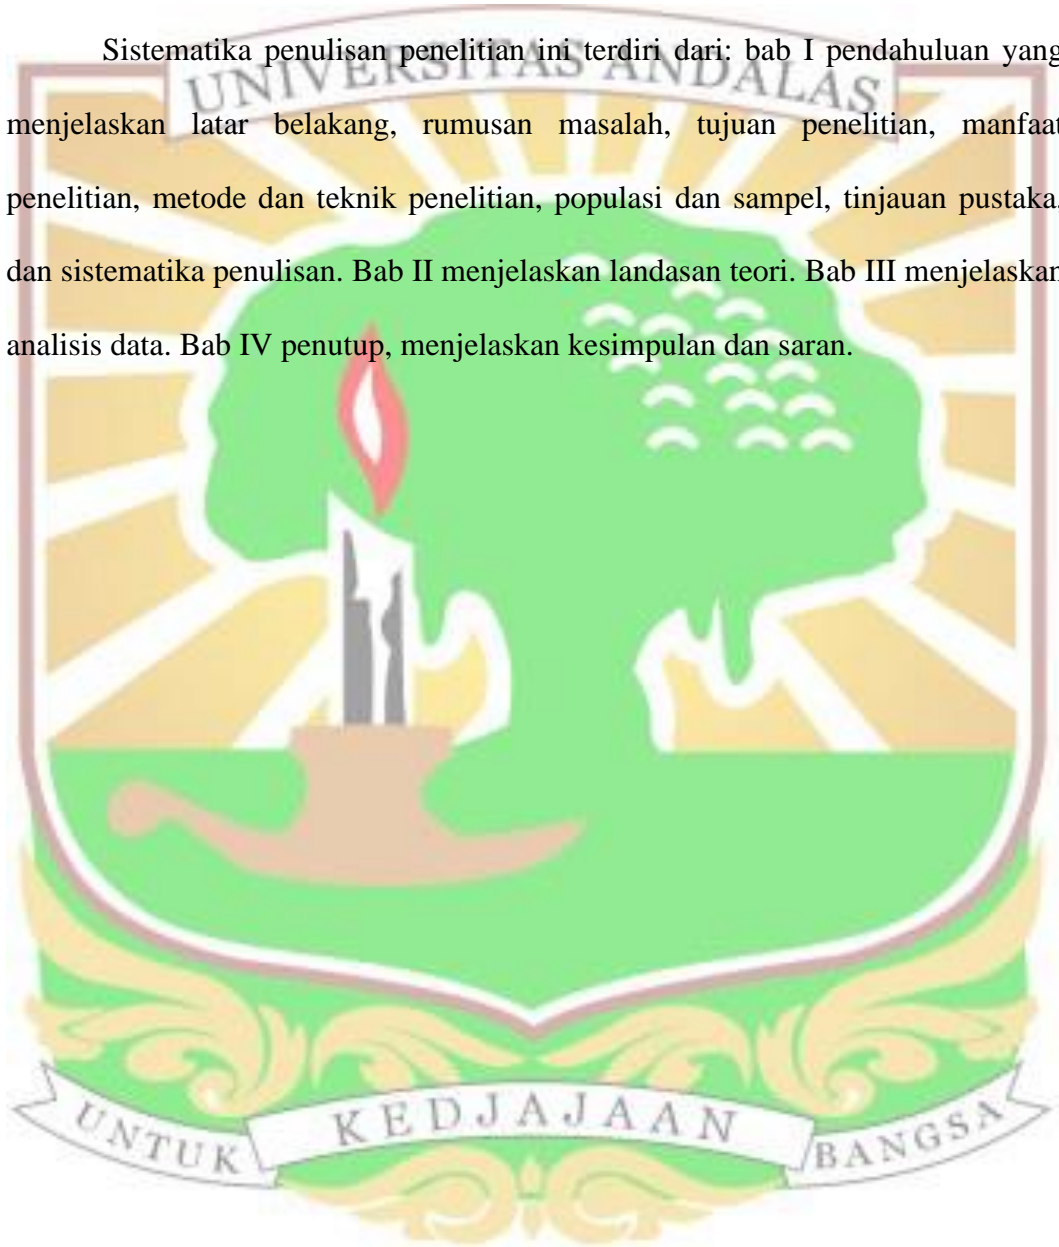 Sistematika penulisan penelitian ini terdiri dari: bab I pendahuluan yang
UNIVERSITAS ANDALAS
menjelaskan latar belakang, rumusan masalah, tujuan penelitian, manfaat
penelitian, metode dan teknik penelitian, populasi dan sampel, tinjauan pustaka,
dan sistematika penulisan. Bab II menjelaskan landasan teori. Bab III menjelaskan
analisis data. Bab IV penutup, menjelaskan kesimpulan dan saran.
UNTUK KEDJAJAAN BANGSA